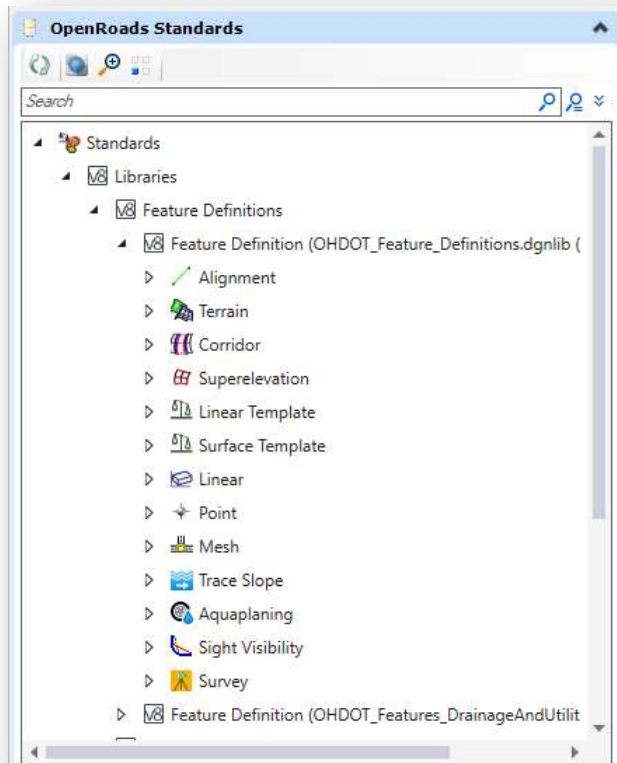 OpenRoads Standards
Search
Standards
Libraries
Feature Definitions
Feature Definition (OHDOT_Feature_Definitions.dgnlib (
Alignment
Terrain
Corridor
Superelevation
Linear Template
Surface Template
Linear
Point
Mesh
Trace Slope
Aquaplaning
Sight Visibility
Survey
Feature Definition (OHDOT_Features_DrainageAndUtilit